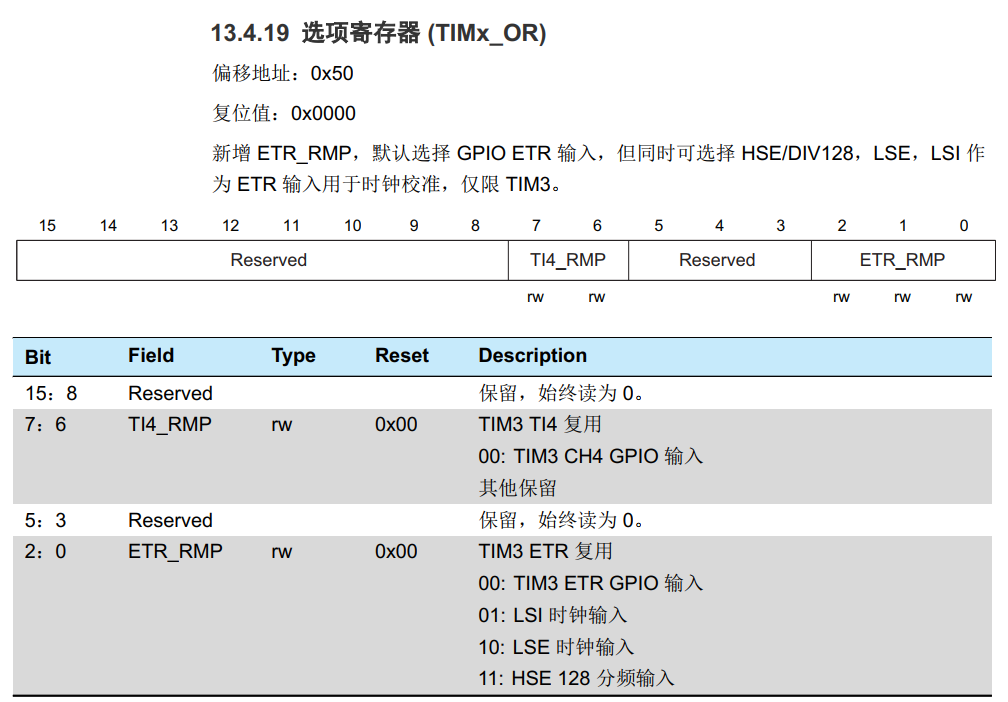 13.4.19 选项寄存器 (TIMx_OR)
偏移地址：0x50
复位值：0x0000
新增 ETR_RMP，默认选择 GPIO ETR 输入，但同时可选择 HSE/DIV128，LSE，LSI 作
为 ETR 输入用于时钟校准，仅限 TIM3。
15 14 13 12 11 10 9 8 7 6 5 4 3 2 1 0
Reserved TI4_RMP Reserved ETR_RMP
rw rw rw rw rw
Bit Field Type Reset Description
15：8 Reserved 保留，始终读为 0。
7：6 TI4_RMP rw 0x00 TIM3 TI4 复用
00: TIM3 CH4 GPIO 输入
其他保留
5：3 Reserved 保留，始终读为 0。
2：0 ETR_RMP rw 0x00 TIM3 ETR 复用
00: TIM3 ETR GPIO 输入
01: LSI 时钟输入
10: LSE 时钟输入
11: HSE 128 分频输入